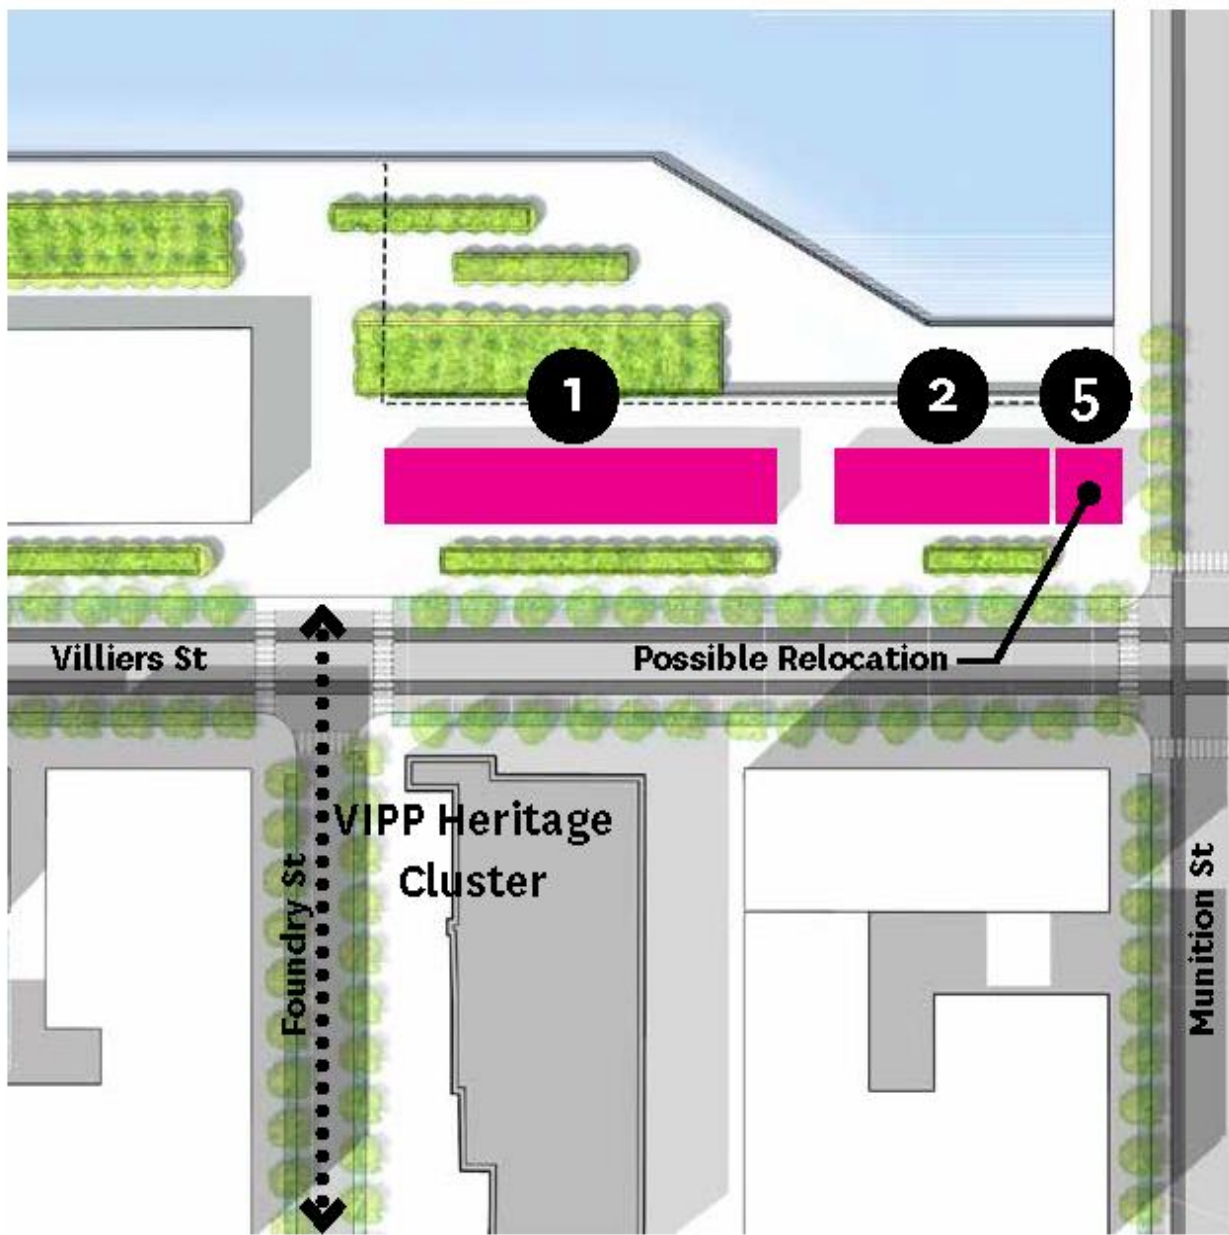 1
2
5
Villiers St
Possible Relocation
VIPP Heritage
Cluster
Foundry St
Munition St